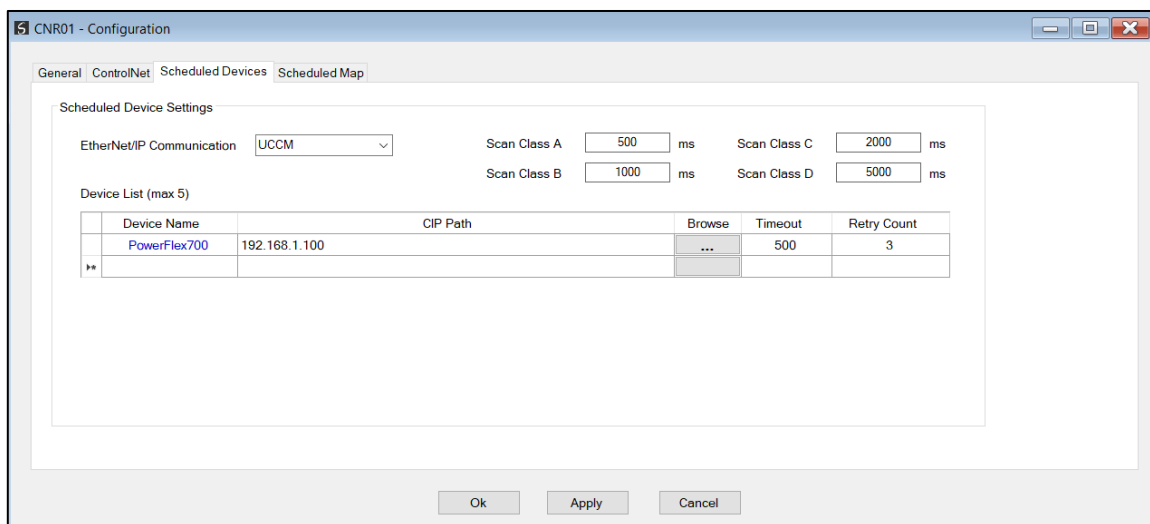 CNR01 - Configuration
General ControlNet Scheduled Devices Scheduled Map
Scheduled Device Settings
EtherNet/IP Communication UCCM Scan Class A 500 ms Scan Class C 2000 ms
Scan Class B 1000 ms Scan Class D 5000 ms
Device List (max 5)
Device Name CIP Path Browse Timeout Retry Count
PowerFlex700 192.168.1.100 ... 500 3
Ok Apply Cancel